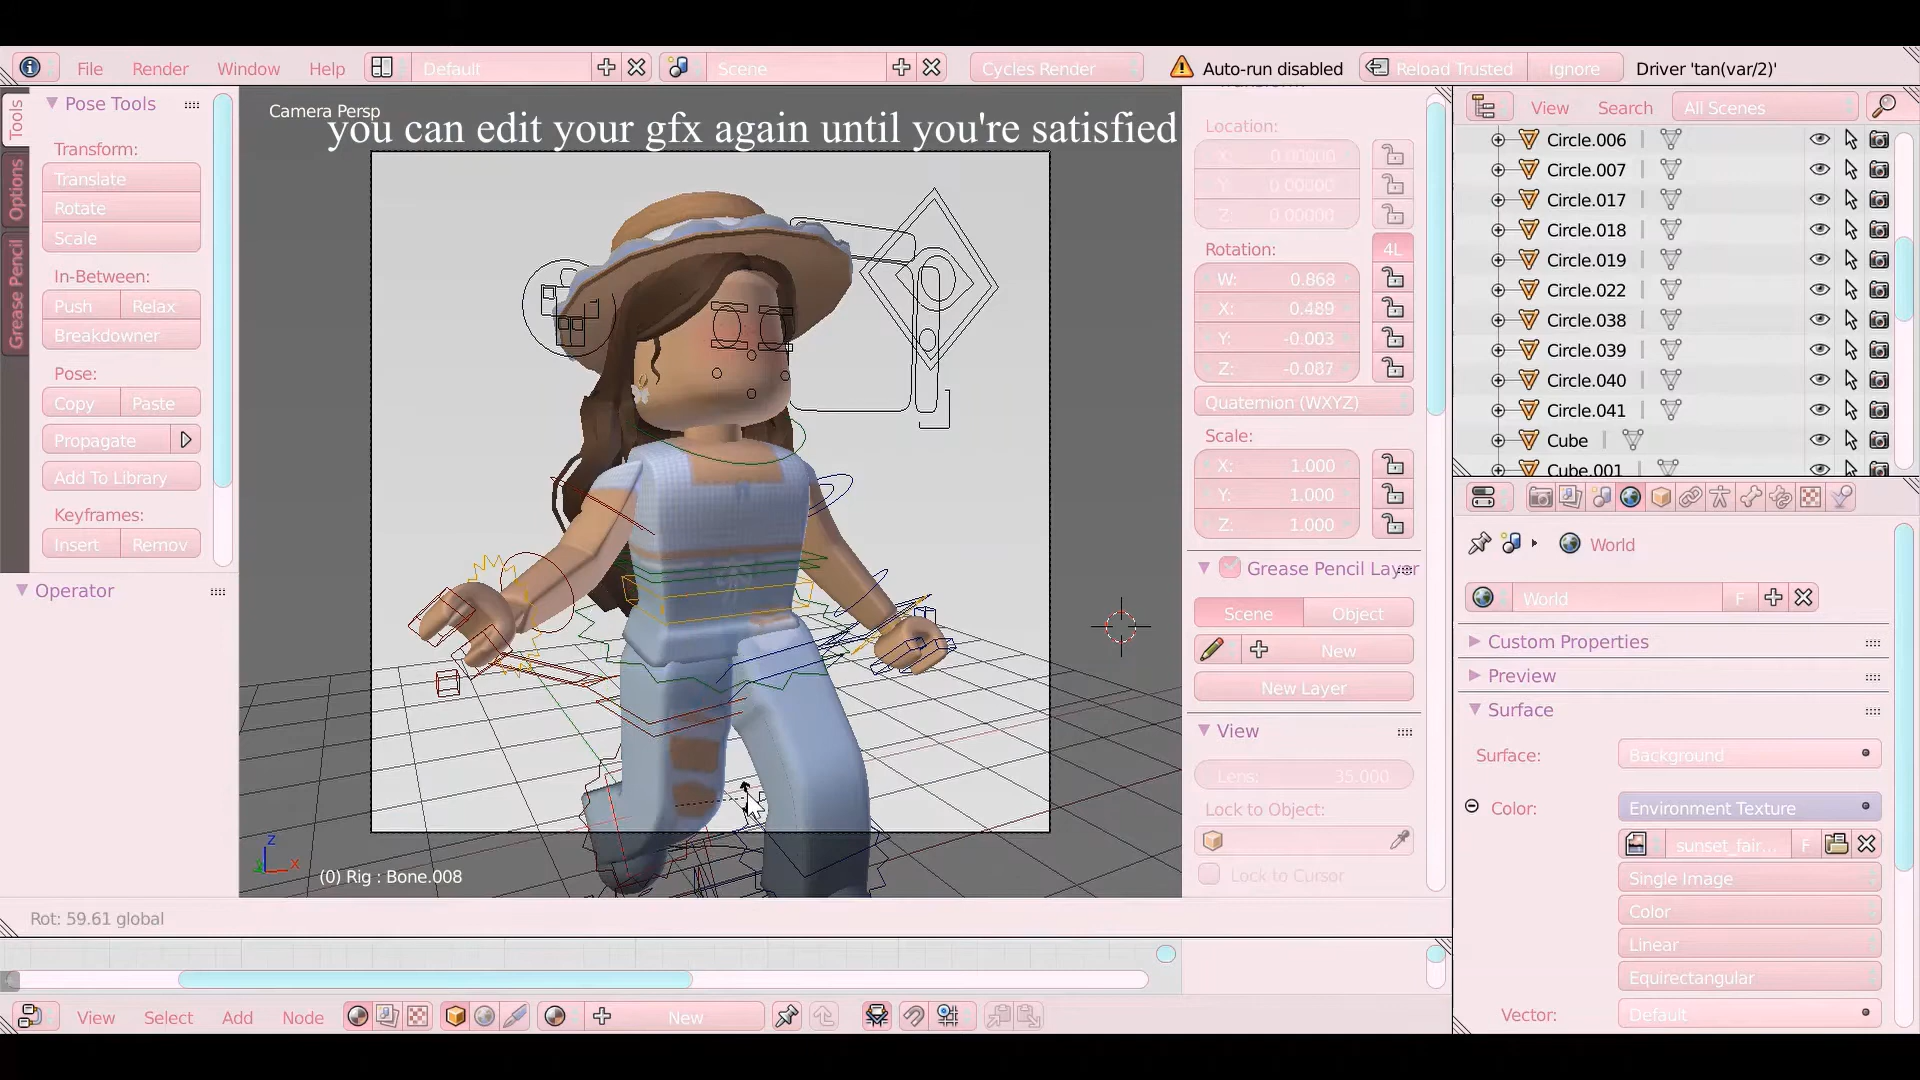 File Render Window Help Default Scene Cycles Render Auto-run disabled Reload Trusted Ignore Driver 'tan(var/2)'
Tools
Options
Grease Pencil
Pose Tools
Transform:
Translate
Rotate
Scale
In-Between:
Push Relax
Breakdowner
Pose:
Copy Paste
Propagate
Add To Library
Keyframes:
Insert Remov
Operator
Camera Persp
you can edit your gfx again until you're satisfied
(0) Rig : Bone.008
Z
X
Rot: 59.61 global
Location:
X: 0.00000
Y: 0.00000
Z: 0.00000
Rotation: 4L
W: 0.868
X: 0.489
Y: -0.003
Z: -0.087
Quaternion (WXYZ)
Scale:
X: 1.000
Y: 1.000
Z: 1.000
Grease Pencil Layer
Scene Object
New
New Layer
View
Lens: 35.000
Lock to Object:
Lock to Cursor
View Search All Scenes
Circle.006
Circle.007
Circle.017
Circle.018
Circle.019
Circle.022
Circle.038
Circle.039
Circle.040
Circle.041
Cube
Cube.001
World
World F
Custom Properties
Preview
Surface
Surface: Background
Color: Environment Texture
sunset_fair... F
Single Image
Color
Linear
Equirectangular
Vector: Default
View Select Add Node New